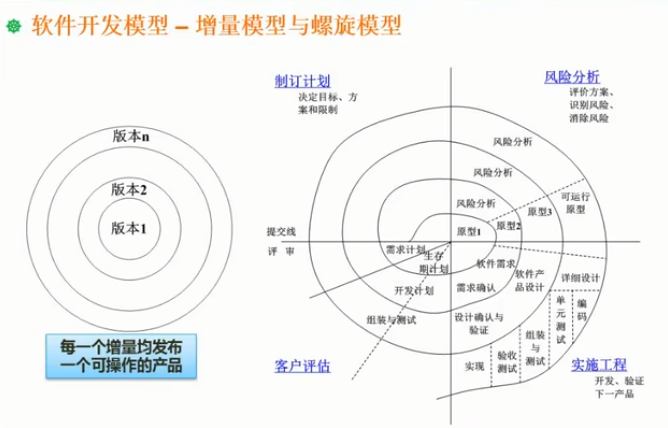 软件开发模型 – 增量模型与螺旋模型
版本n
版本2
版本1
每一个增量均发布
一个可操作的产品
制订计划
决定目标、方
案和限制
风险分析
评价方案、
识别风险、
消除风险
风险分析
风险分析
风险分析
原型1
原型2
原型3
可运行
原型
提交线
评 审
需求计划
生存
期计划
开发计划
组装与测试
软件需求
需求确认
软件产
品设计
设计确认与
验证
详细设计
单元测试
编码
组装与测试
验收
测试
实现
客户评估
实施工程
开发、验证
下一产品